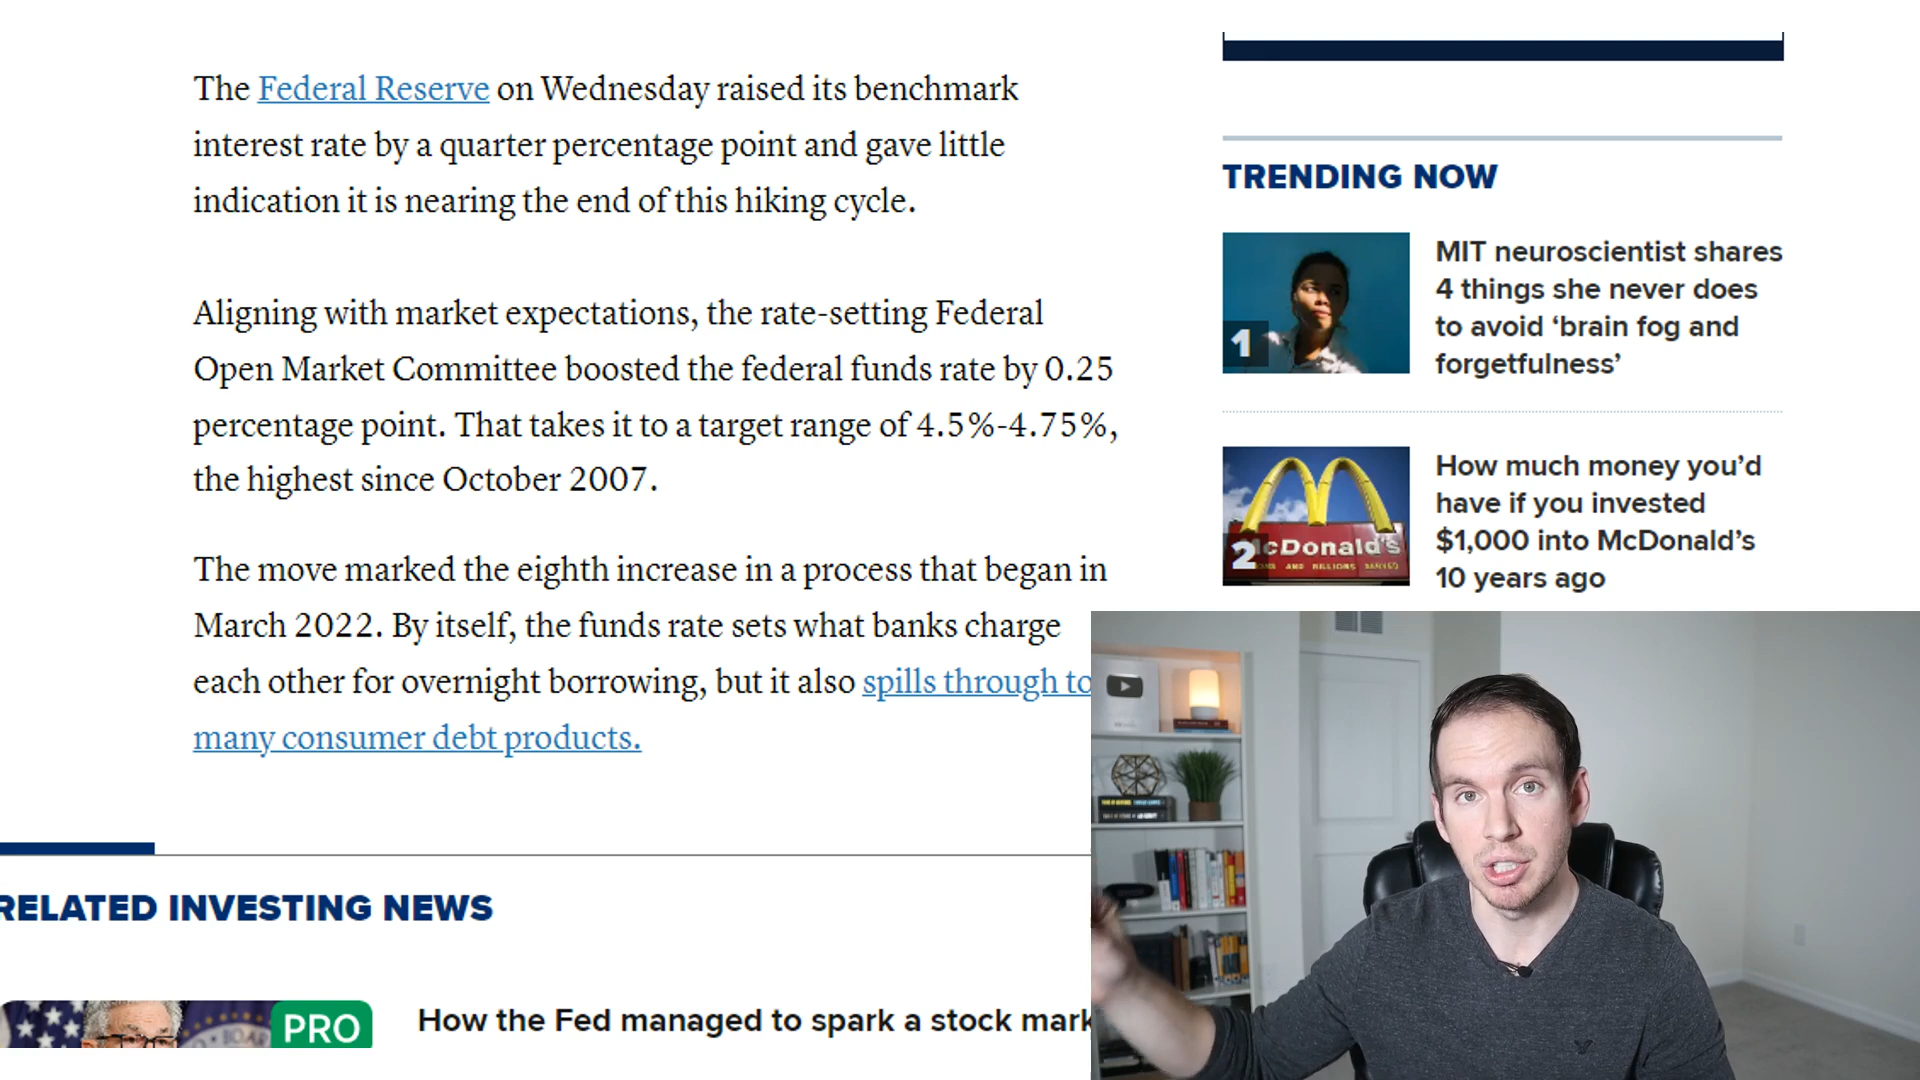 The Federal Reserve on Wednesday raised its benchmark
interest rate by a quarter percentage point and gave little
indication it is nearing the end of this hiking cycle.
Aligning with market expectations, the rate-setting Federal
Open Market Committee boosted the federal funds rate by 0.25
percentage point. That takes it to a target range of 4.5%-4.75%,
the highest since October 2007.
The move marked the eighth increase in a process that began in
March 2022. By itself, the funds rate sets what banks charge
each other for overnight borrowing, but it also spills through to
many consumer debt products.
RELATED INVESTING NEWS
PRO
How the Fed managed to spark a stock mark
TRENDING NOW
1
MIT neuroscientist shares
4 things she never does
to avoid ‘brain fog and
forgetfulness’
2
cDonald's
AND BILLIONS SERVED
How much money you’d
have if you invested
$1,000 into McDonald’s
10 years ago